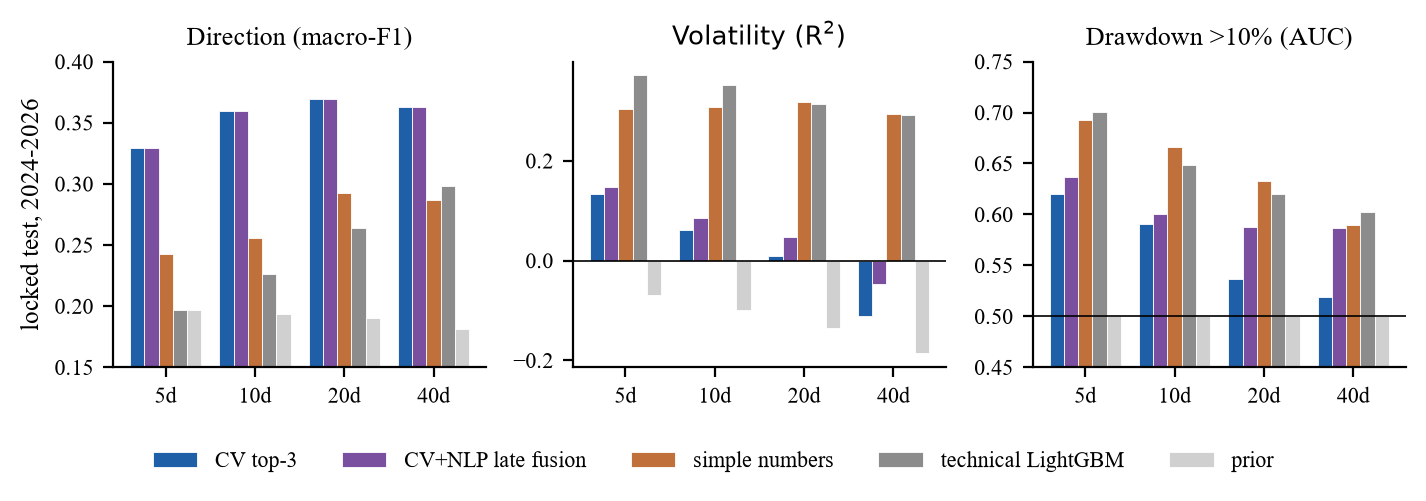 Direction (macro-F1)
Volatility (R²)
Drawdown >10% (AUC)
locked test, 2024-2026
0.40
0.35
0.30
0.25
0.20
0.15
5d 10d 20d 40d
0.2
0.0
−0.2
5d 10d 20d 40d
0.75
0.70
0.65
0.60
0.55
0.50
0.45
5d 10d 20d 40d
CV top-3 CV+NLP late fusion simple numbers technical LightGBM prior